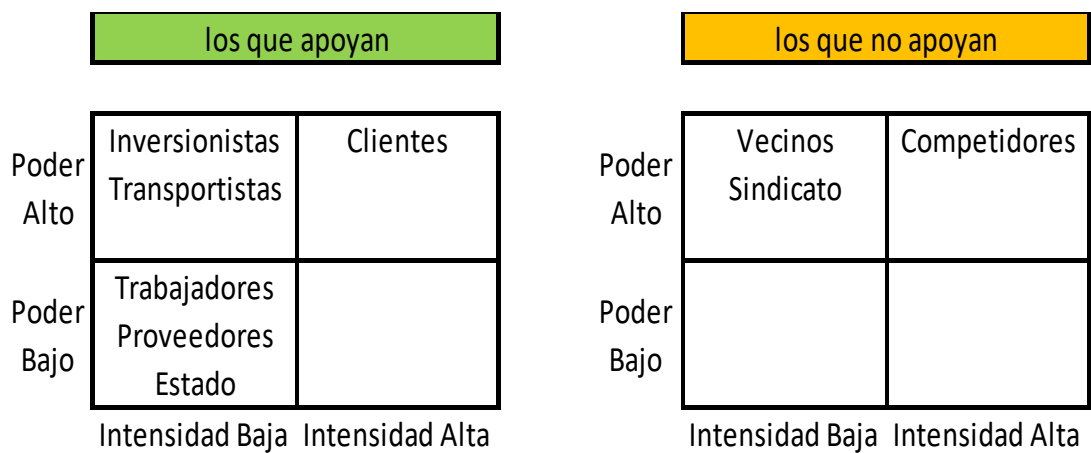 los que apoyan
los que no apoyan
Poder
Alto
Inversionistas
Transportistas
Clientes
Poder
Bajo
Trabajadores
Proveedores
Estado
Intensidad Baja
Intensidad Alta
Poder
Alto
Vecinos
Sindicato
Competidores
Poder
Bajo
Intensidad Baja
Intensidad Alta